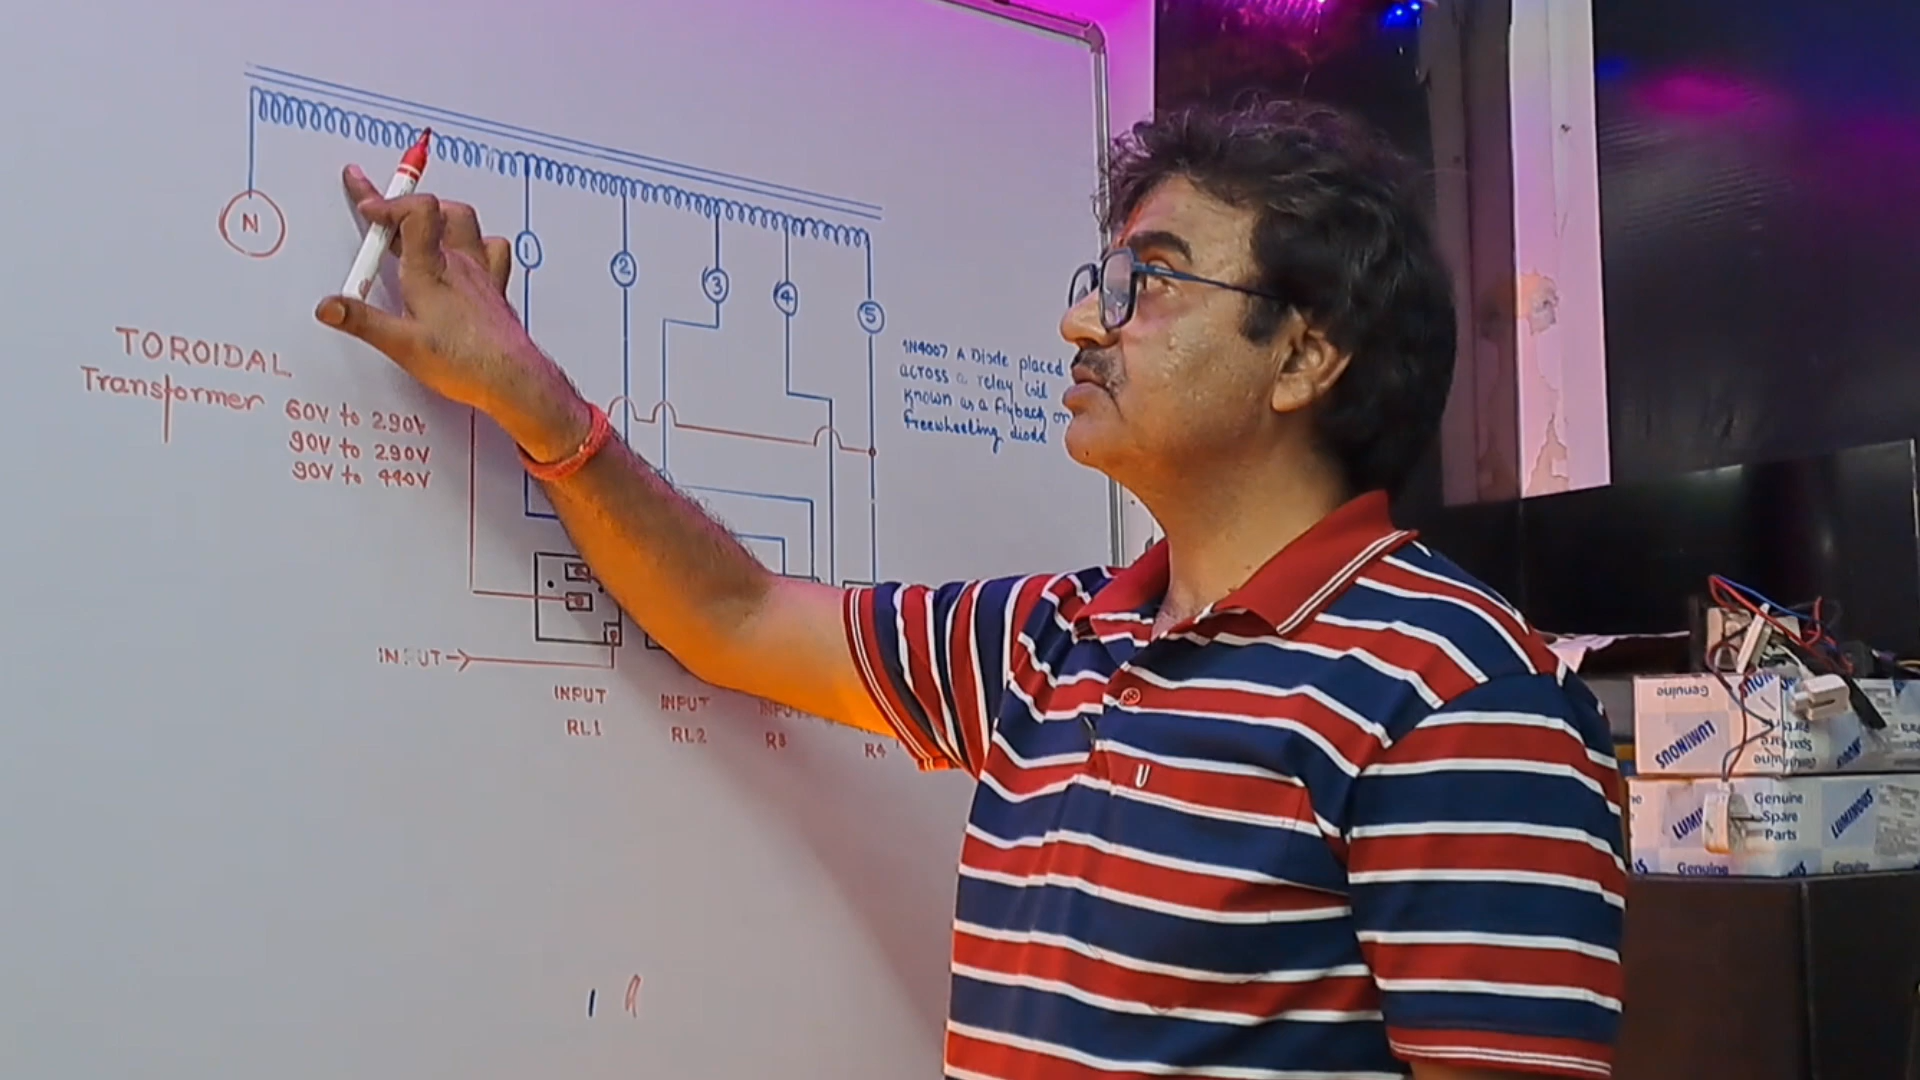 N
1
2
3
4
5
TOROIDAL
Transformer
60V to 290V
90V to 290V
90V to 440V
1N4007 A Diode placed
across a relay coil
known as a flyback or
freewheeling diode
INPUT
INPUT
RL1
INPUT
RL2
INPUT
R3
R4
U
Genuine
LUMINOUS
Genuine
Spare
Parts
LUMINOUS
Genuine